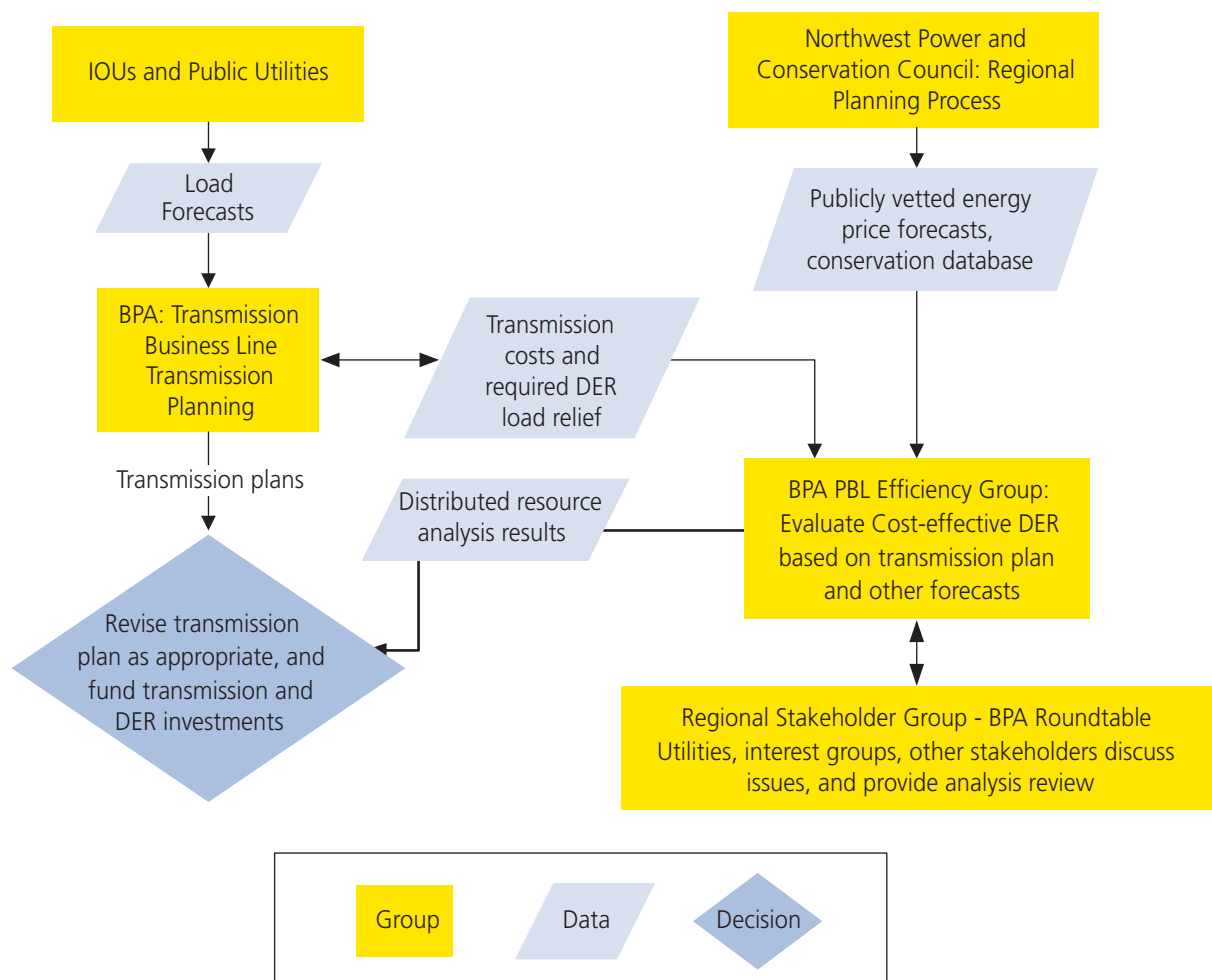 IOUs and Public Utilities
Northwest Power and
Conservation Council: Regional
Planning Process
Load
Forecasts
Publicly vetted energy
price forecasts,
conservation database
BPA: Transmission
Business Line
Transmission
Planning
Transmission
costs and
required DER
load relief
Transmission plans
Distributed resource
analysis results
BPA PBL Efficiency Group:
Evaluate Cost-effective DER
based on transmission plan
and other forecasts
Revise transmission
plan as appropriate, and
fund transmission and
DER investments
Regional Stakeholder Group - BPA Roundtable
Utilities, interest groups, other stakeholders discuss
issues, and provide analysis review
Group
Data
Decision